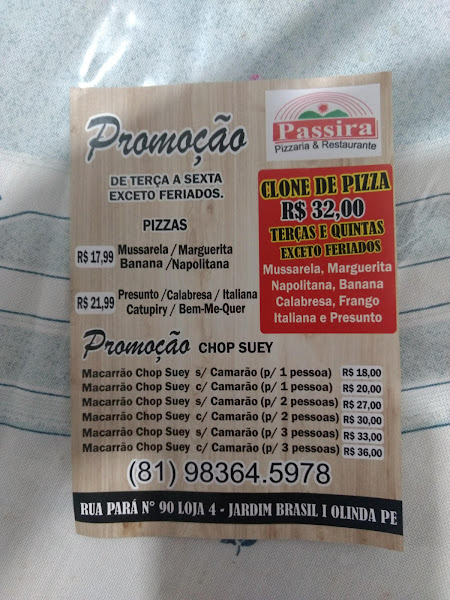 Promoção
Passira
Pizzaria & Restaurante
DE TERÇA A SEXTA
EXCETO FERIADOS.
PIZZAS
R$ 17,99 Mussarela / Marguerita
Banana / Napolitana
R$ 21,99 Presunto / Calabresa / Italiana
Catupiry / Bem-Me-Quer
CLONE DE PIZZA
R$ 32,00
TERÇAS E QUINTAS
EXCETO FERIADOS
Mussarela, Marguerita
Napolitana, Banana
Calabresa, Frango
Italiana e Presunto
Promoção CHOP SUEY
Macarrão Chop Suey s/ Camarão (p/ 1 pessoa) R$ 18,00
Macarrão Chop Suey c/ Camarão (p/ 1 pessoa) R$ 20,00
Macarrão Chop Suey s/ Camarão (p/ 2 pessoas) R$ 27,00
Macarrão Chop Suey c/ Camarão (p/ 2 pessoas) R$ 30,00
Macarrão Chop Suey s/ Camarão (p/ 3 pessoas) R$ 33,00
Macarrão Chop Suey c/ Camarão (p/ 3 pessoas) R$ 36,00
(81) 98364.5978
RUA PARÁ N° 90 LOJA 4 - JARDIM BRASIL I OLINDA PE